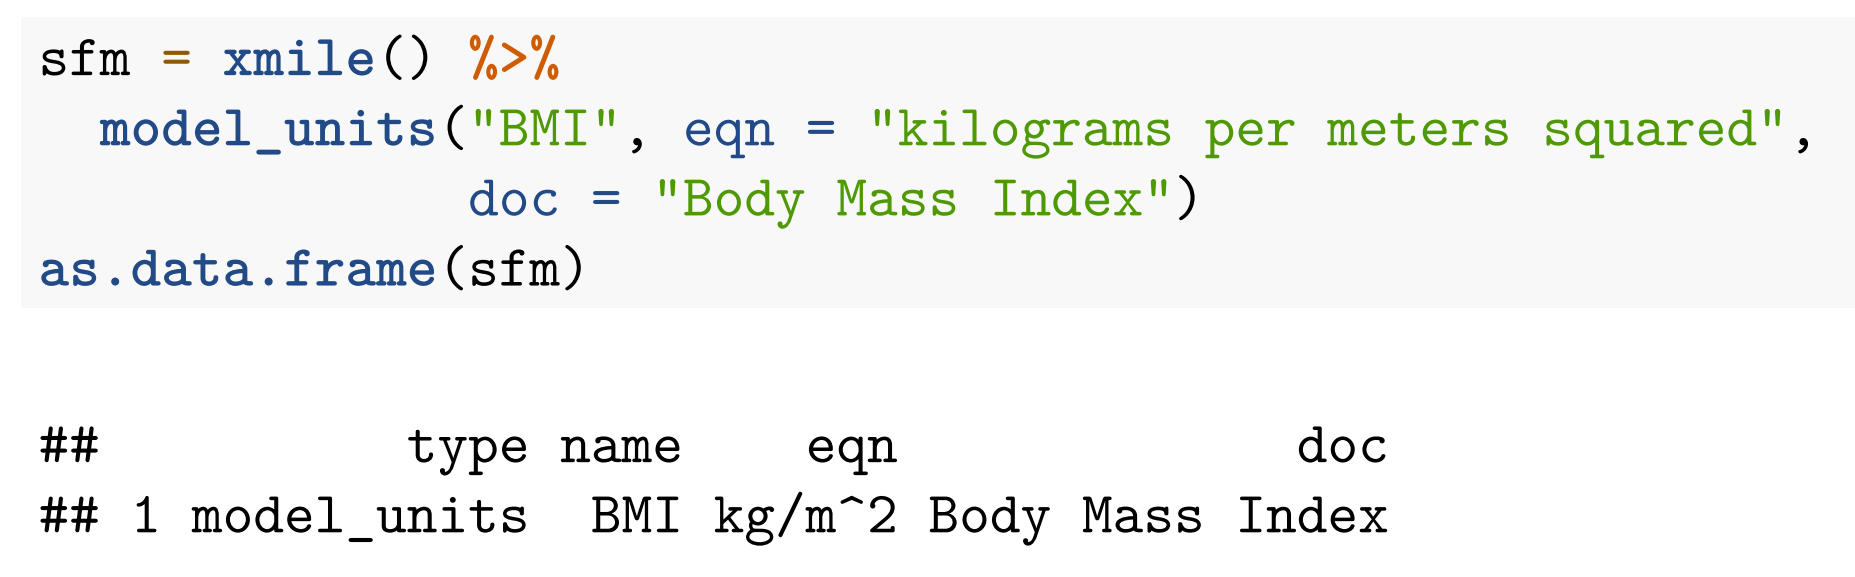 sfm = xmile() %>%
  model_units("BMI", eqn = "kilograms per meters squared",
              doc = "Body Mass Index")
as.data.frame(sfm)
##          type name    eqn             doc
## 1 model_units  BMI kg/m^2 Body Mass Index